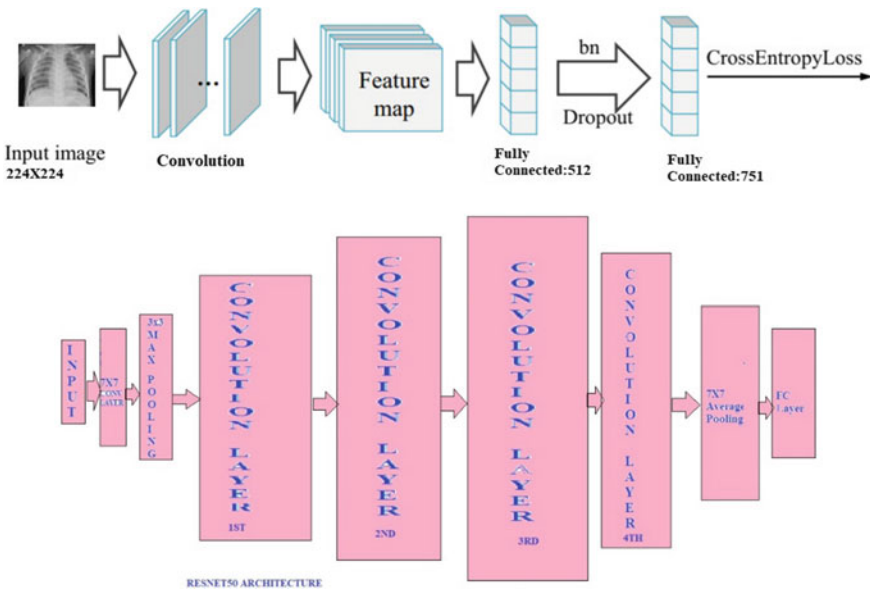 Input image
224X224
Convolution
...
Feature
map
Fully
Connected:512
bn
Dropout
Fully
Connected:751
CrossEntropyLoss
INPUT
7X7
CONV
LAYER
3x3
MAX POOLING
CONVOLUTION LAYER
1ST
CONVOLUTION LAYER
2ND
CONVOLUTION LAYER
3RD
CONVOLUTION LAYER
4TH
7X7
Average
Pooling
FC
Layer
RESNET50 ARCHITECTURE